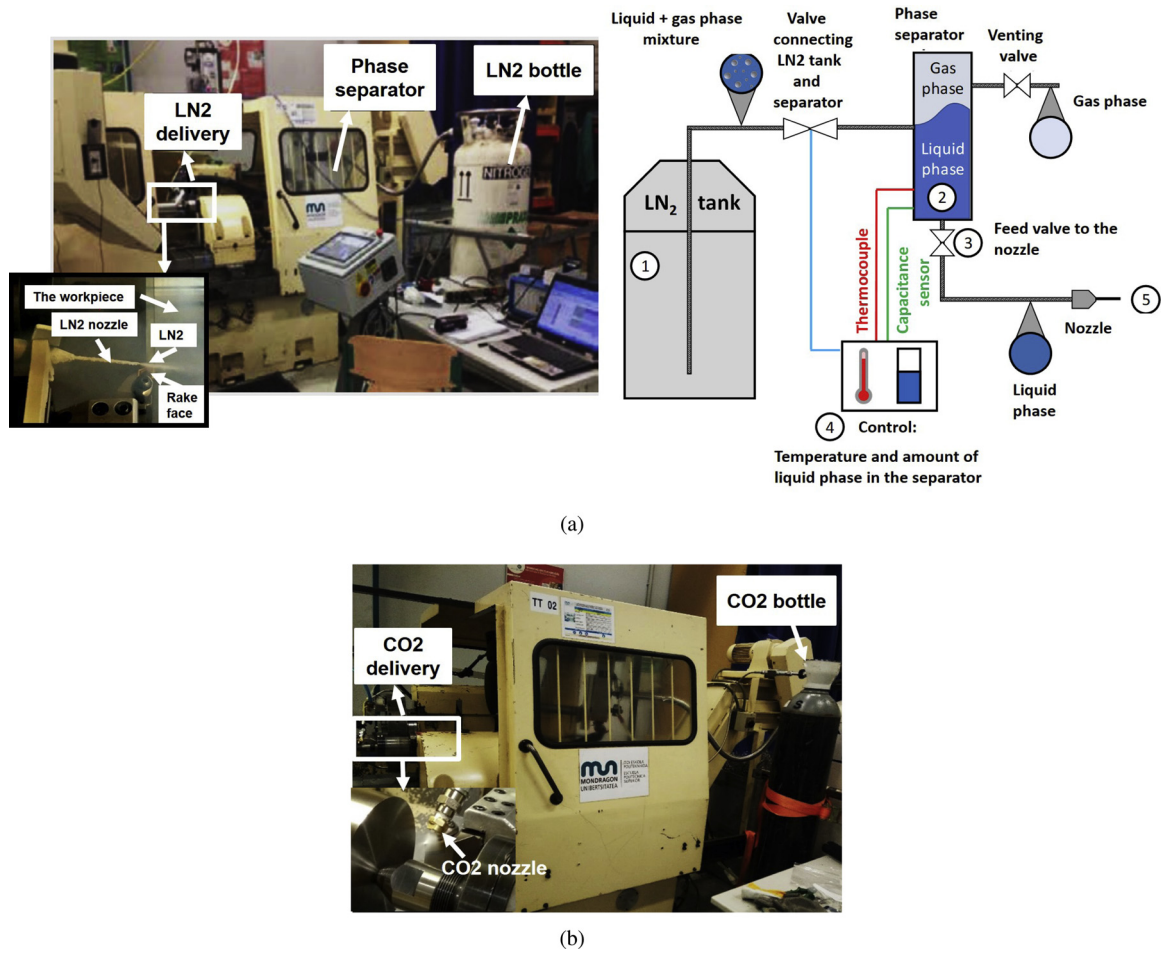 LN2
delivery
Phase
separator
LN2 bottle
NITROGO
MONDRAGON
The workpiece
LN2 nozzle
LN2
Rake
face
Liquid + gas phase
mixture
Valve
connecting
LN2 tank
and
separator
Phase
separator
Venting
valve
Gas
phase
Gas phase
Liquid
phase
LN2 tank
1
2
3
Feed valve to the
nozzle
Thermocouple
Capacitance
sensor
5
Nozzle
Liquid
phase
4
Control:
Temperature and amount of
liquid phase in the separator
(a)
TT 02
CO2 bottle
CO2
delivery
MONDRAGON
UNIBERTSITATEA
CO2 nozzle
S
(b)